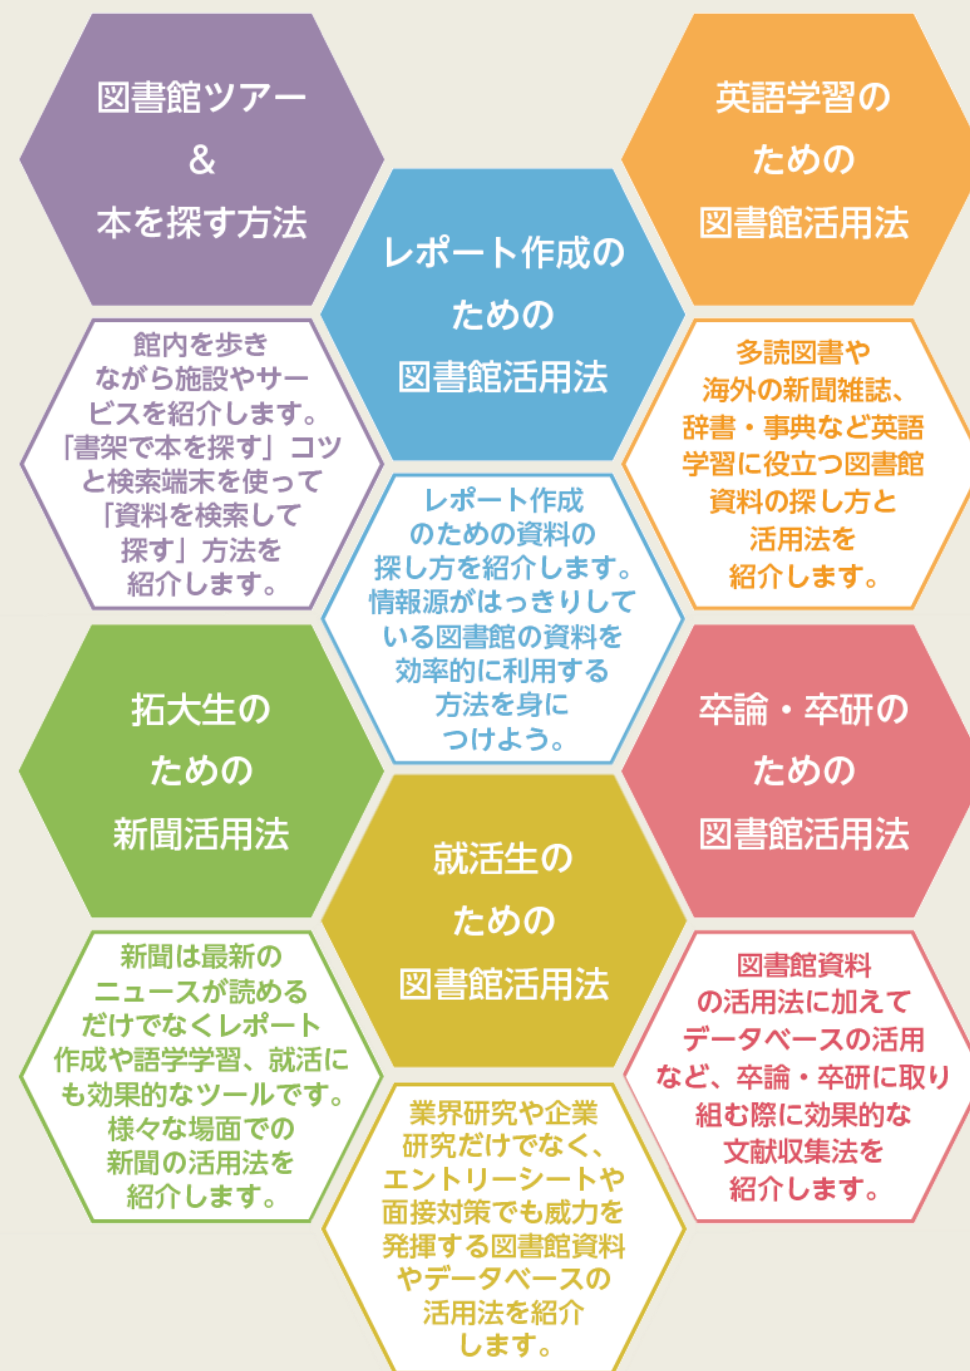 図書館ツアー
&
本を探す方法
館内を歩き
ながら施設やサー
ビスを紹介します。
「書架で本を探す」コツ
と検索端末を使って
「資料を検索して
探す」方法を
紹介します。
レポート作成の
ための
図書館活用法
レポート作成
のための資料の
探し方を紹介します。
情報源がはっきりして
いる図書館の資料を
効率的に利用する
方法を身に
つけよう。
英語学習の
ための
図書館活用法
多読図書や
海外の新聞雑誌、
辞書・事典など英語
学習に役立つ図書館
資料の探し方と
活用法を
紹介します。
拓大生の
ための
新聞活用法
新聞は最新の
ニュースが読める
だけでなくレポート
作成や語学学習、就活に
も効果的なツールです。
様々な場面での
新聞の活用法を
紹介します。
就活生の
ための
図書館活用法
業界研究や企業
研究だけでなく、
エントリーシートや
面接対策でも威力を
発揮する図書館資料
やデータベースの
活用法を紹介
します。
卒論・卒研の
ための
図書館活用法
図書館資料
の活用法に加えて
データベースの活用
など、卒論・卒研に取り
組む際に効果的な
文献収集法を
紹介します。